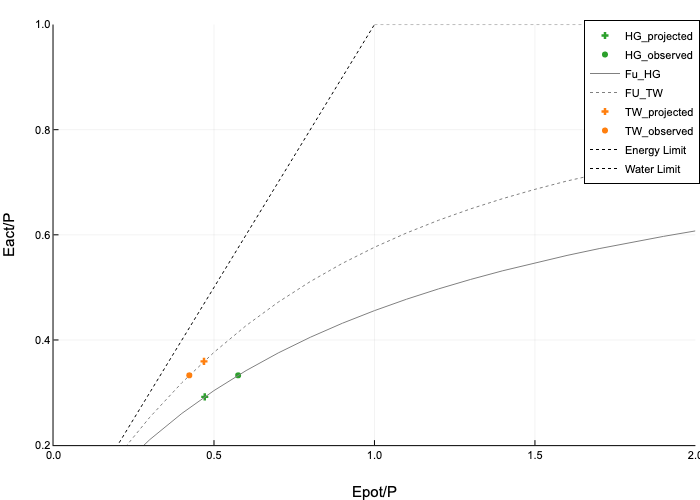 1.0
0.8
0.6
0.4
0.2
Eact/P
0.0
0.5
1.0
1.5
2.0
Epot/P
HG_projected
HG_observed
Fu_HG
FU_TW
TW_projected
TW_observed
Energy Limit
Water Limit